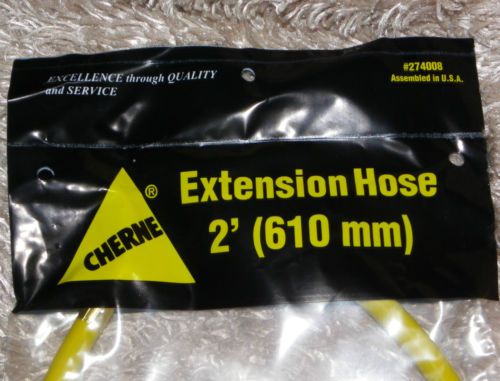 EXCELLENCE through QUALITY
and SERVICE
#274008
Assembled in U.S.A.
CHERNE®
Extension Hose
2' (610 mm)